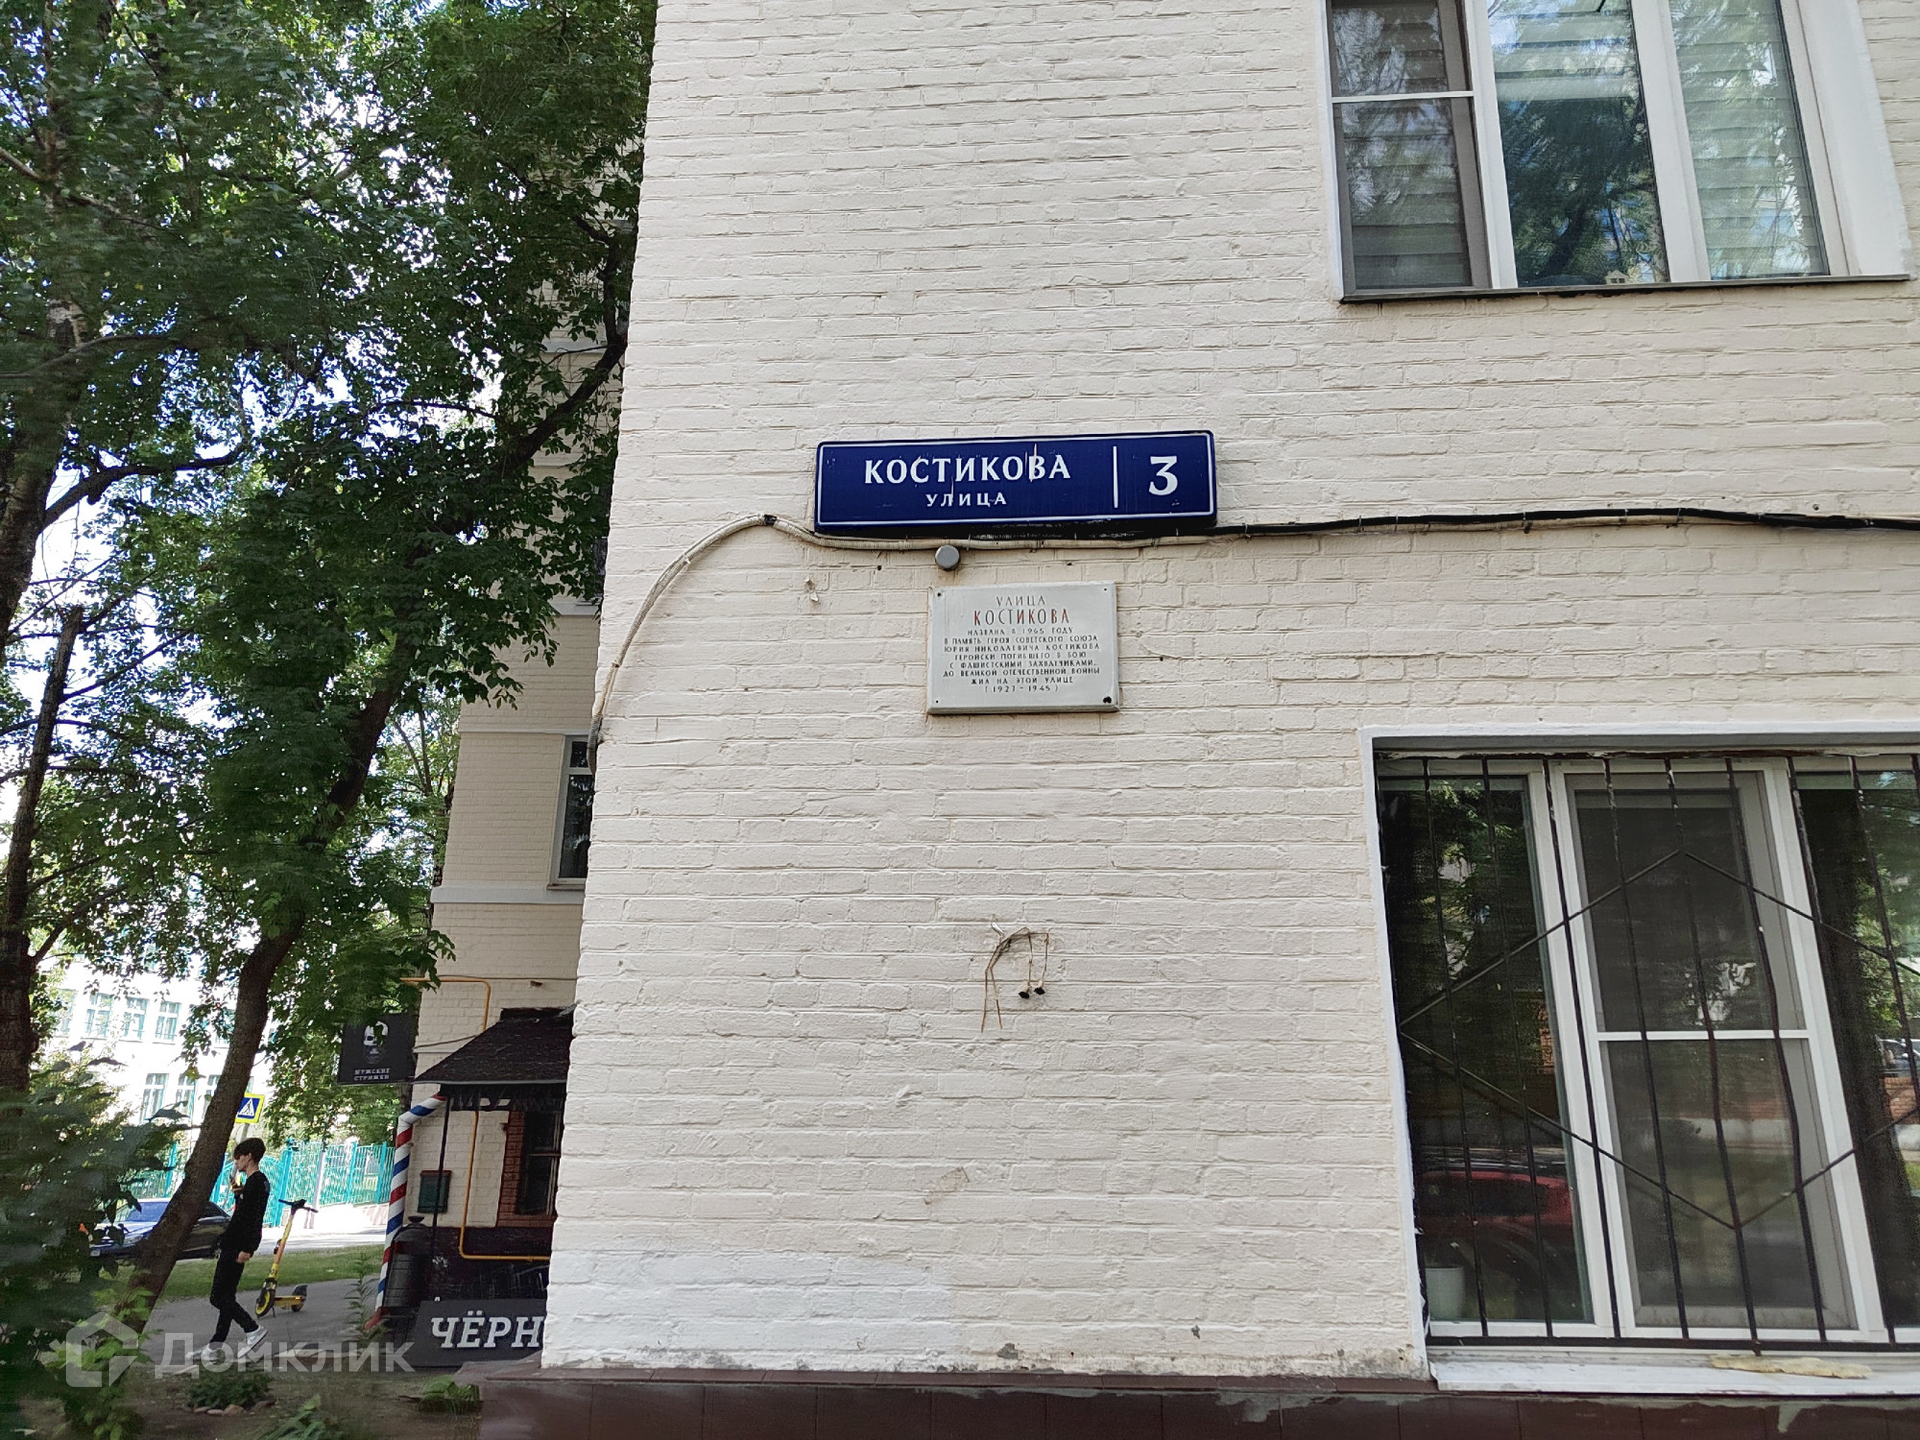 КОСТИКОВА
УЛИЦА
3
УЛИЦА
КОСТИКОВА
НАЗВАНА В 1965 ГОДУ
В ПАМЯТЬ ГЕРОЯ СОВЕТСКОГО СОЮЗА
ЮРИЯ НИКОЛАЕВИЧА КОСТИКОВА
ГЕРОЙСКИ ПОГИБШЕГО В БОЮ
С ФАШИСТСКИМИ ЗАХВАТЧИКАМИ.
ДО ВЕЛИКОЙ ОТЕЧЕСТВЕННОЙ ВОЙНЫ
ЖИЛ НА ЭТОЙ УЛИЦЕ
(1927-1945)
МУЖСКИЕ
СТРИЖКИ
ЧЁРН
Домклик